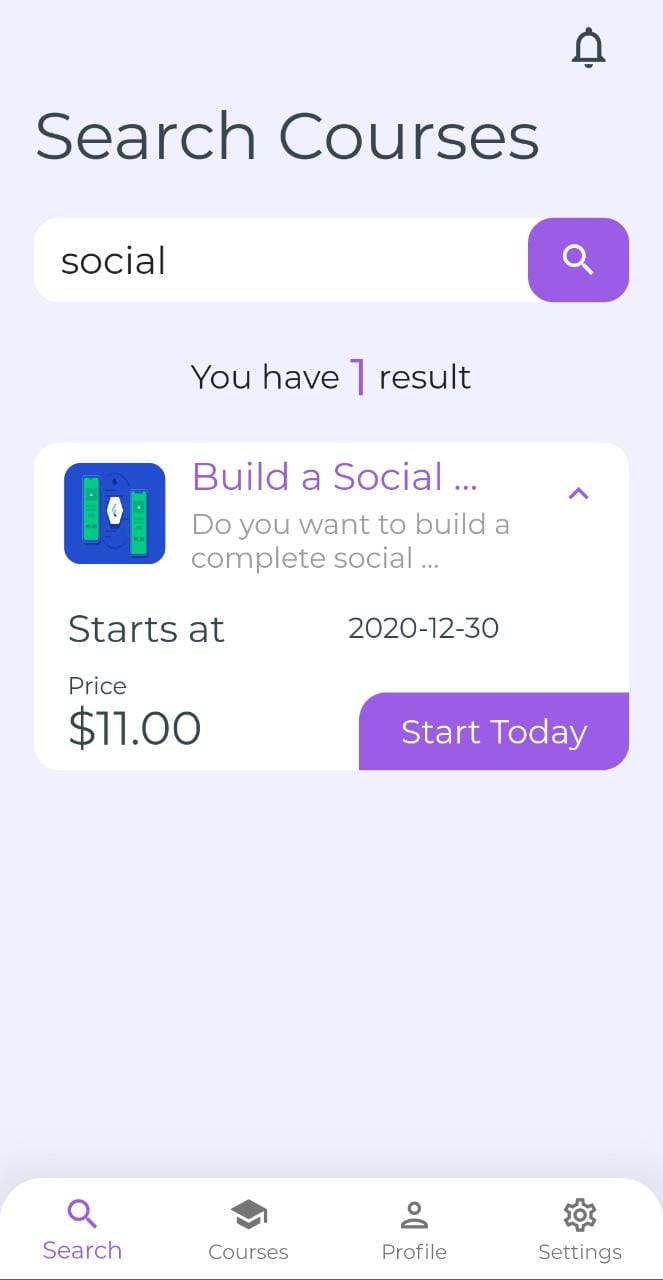 Search Courses
social
You have 1 result
Build a Social ...
Do you want to build a
complete social ...
Starts at 2020-12-30
Price
$11.00
Start Today
Search Courses Profile Settings